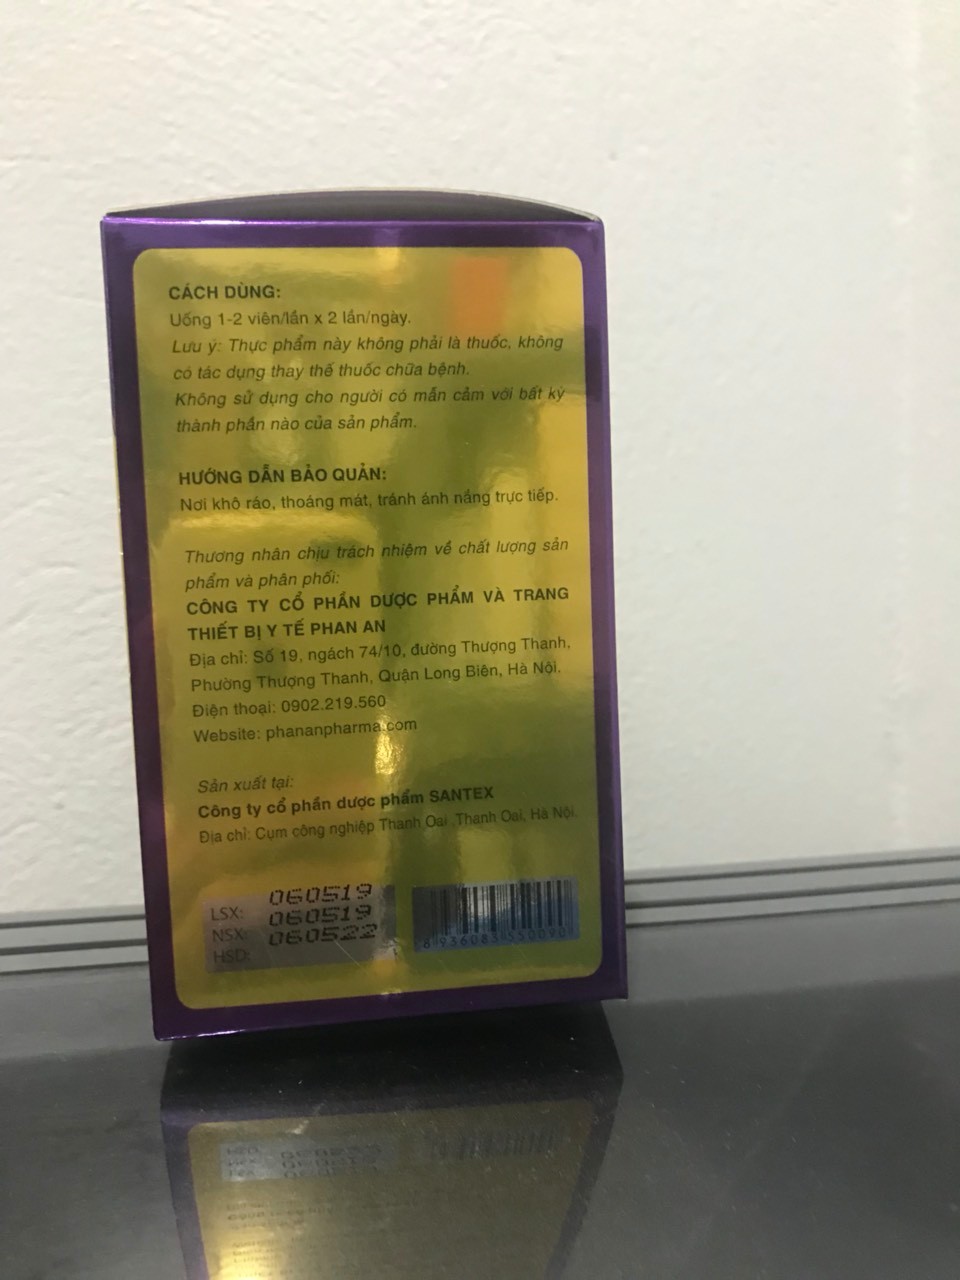 CÁCH DÙNG:
Uống 1-2 viên/lần x 2 lần/ngày.
Lưu ý: Thực phẩm này không phải là thuốc, không
có tác dụng thay thế thuốc chữa bệnh.
Không sử dụng cho người có mẫn cảm với bất kỳ
thành phần nào của sản phẩm.
HƯỚNG DẪN BẢO QUẢN:
Nơi khô ráo, thoáng mát, tránh ánh nắng trực tiếp.
Thương nhân chịu trách nhiệm về chất lượng sản
phẩm và phân phối:
CÔNG TY CỔ PHẦN DƯỢC PHẨM VÀ TRANG
THIẾT BỊ Y TẾ PHAN AN
Địa chỉ: Số 19, ngách 74/10, đường Thượng Thanh,
Phường Thượng Thanh, Quận Long Biên, Hà Nội.
Điện thoại: 0902.219.560
Website: phananpharma.com
Sản xuất tại:
Công ty cổ phần dược phẩm SANTEX
Địa chỉ: Cụm công nghiệp Thanh Oai ,Thanh Oai, Hà Nội.
LSX: 060519
NSX: 060519
HSD: 060522
6 936083 550090